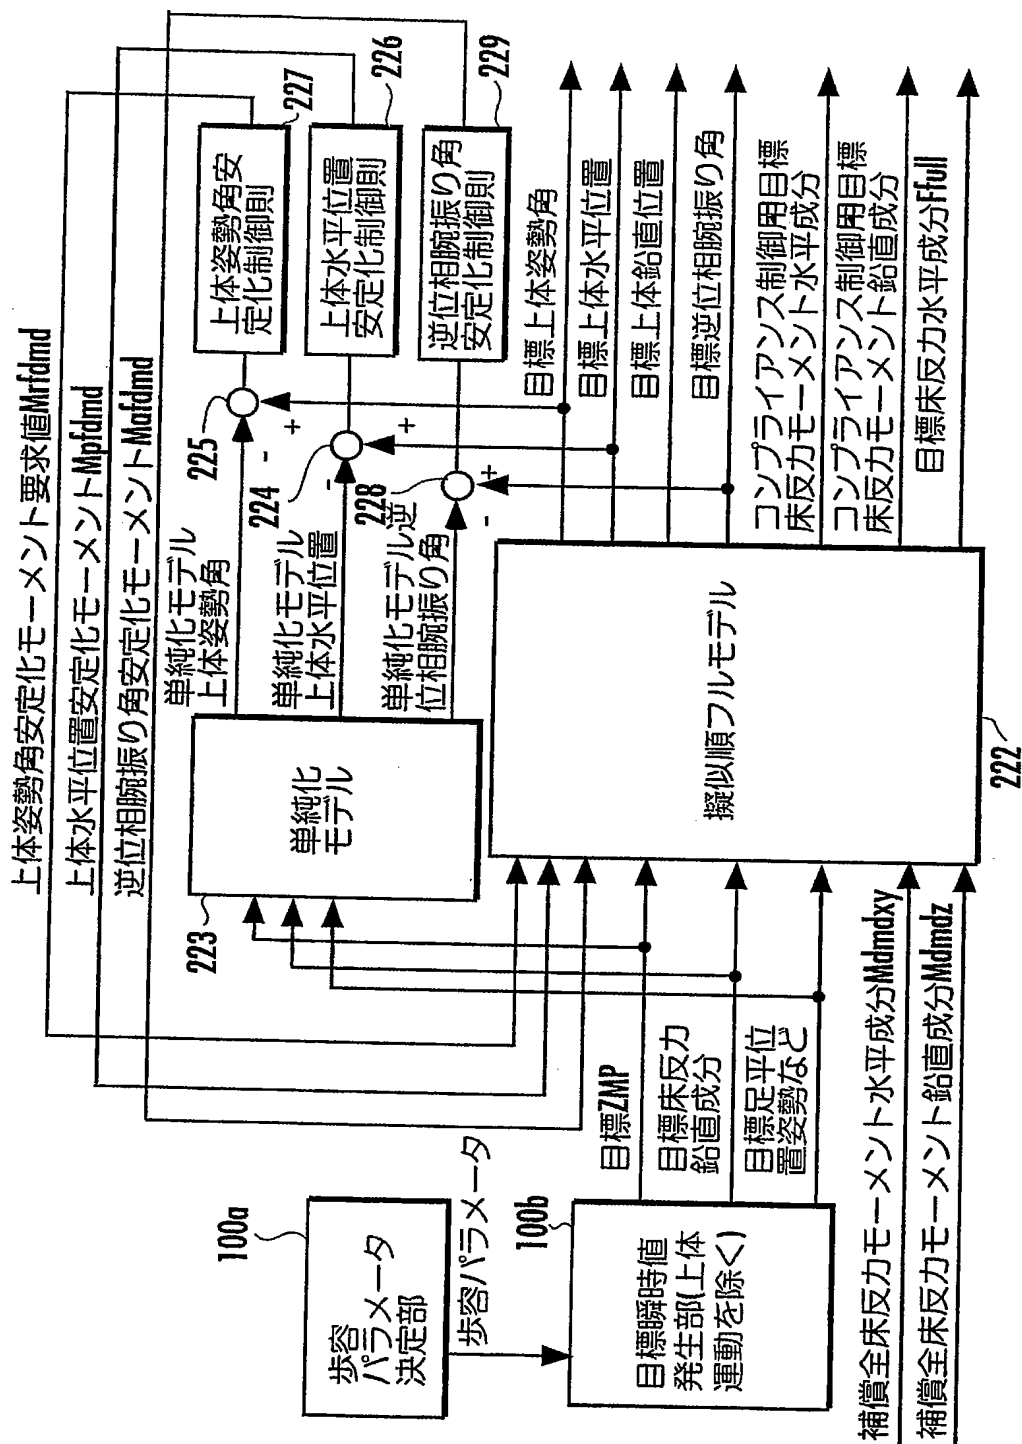 上体姿勢角安定化モーメント要求値Mrfdmd
上体水平位置安定化モーメントMpfdmd
逆位相腕振り角安定化モーメントMafdmd
100a
歩容
パラメータ
決定部
歩容パラメータ
100b
目標瞬時値
発生部(上体
運動を除く)
目標ZMP
目標床反力
鉛直成分
目標足平位
置姿勢など
補償全床反力モーメント水平成分Mdmdxy
補償全床反力モーメント鉛直成分Mdmdz
223
単純化
モデル
単純化モデル
上体姿勢角
単純化モデル
上体水平位置
単純化モデル逆
位相腕振り角
222
擬似順フルモデル
225
-
+
224
-
+
228
-
+
上体姿勢角安
定化制御則
227
上体水平位置
安定化制御則
226
逆位相腕振り角
安定化制御則
229
目標上体姿勢角
目標上体水平位置
目標上体鉛直位置
目標逆位相腕振り角
コンプライアンス制御用目標
床反力モーメント水平成分
コンプライアンス制御用目標
床反力モーメント鉛直成分
目標床反力水平成分Ffull